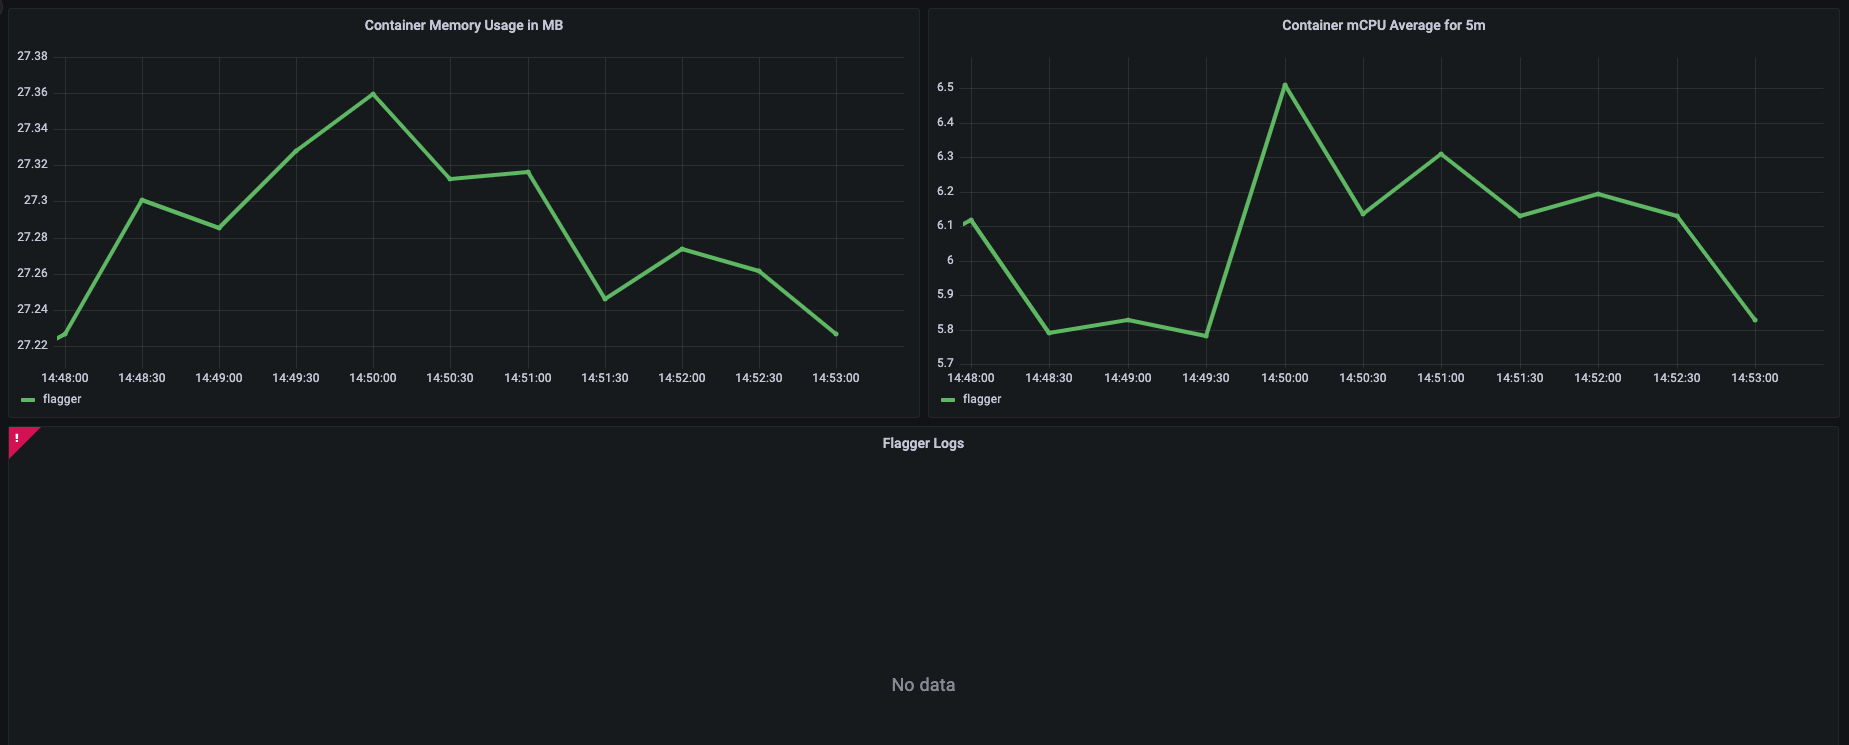 Container Memory Usage in MB
27.38
27.36
27.34
27.32
27.3
27.28
27.26
27.24
27.22
14:48:00 14:48:30 14:49:00 14:49:30 14:50:00 14:50:30 14:51:00 14:51:30 14:52:00 14:52:30 14:53:00
flagger
Container mCPU Average for 5m
6.5
6.4
6.3
6.2
6.1
6
5.9
5.8
5.7
14:48:00 14:48:30 14:49:00 14:49:30 14:50:00 14:50:30 14:51:00 14:51:30 14:52:00 14:52:30 14:53:00
flagger
!
Flagger Logs
No data